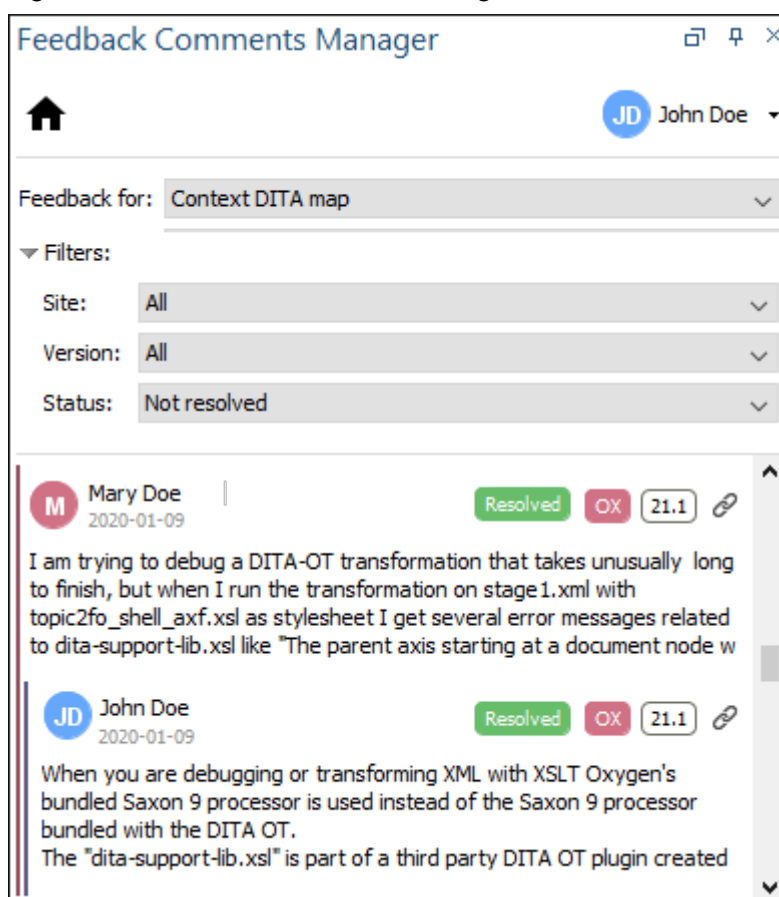 Feedback Comments Manager
JD John Doe
Feedback for: Context DITA map
Filters:
Site: All
Version: All
Status: Not resolved
M Mary Doe Resolved OX 21.1
2020-01-09
I am trying to debug a DITA-OT transformation that takes unusually long
to finish, but when I run the transformation on stage1.xml with
topic2fo_shell_axf.xsl as stylesheet I get several error messages related
to dita-support-lib.xsl like "The parent axis starting at a document node w
JD John Doe Resolved OX 21.1
2020-01-09
When you are debugging or transforming XML with XSLT Oxygen's
bundled Saxon 9 processor is used instead of the Saxon 9 processor
bundled with the DITA OT.
The "dita-support-lib.xsl" is part of a third party DITA OT plugin created